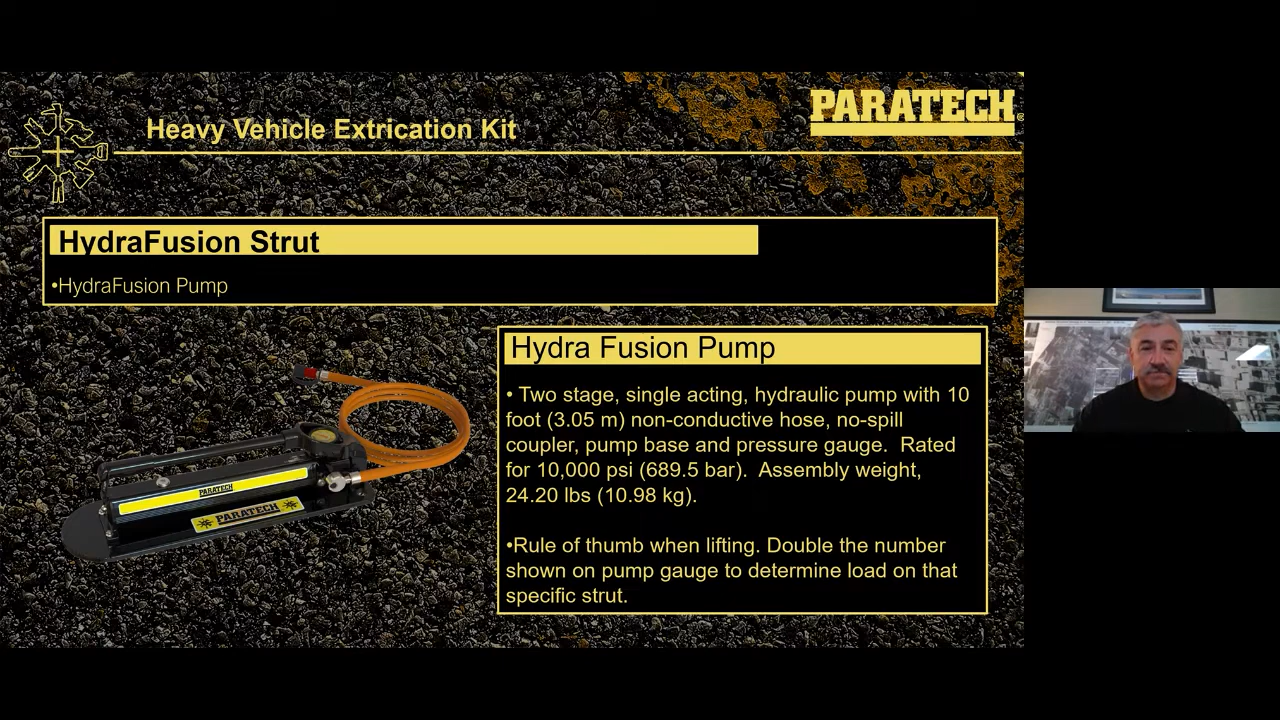 PARATECH®
Heavy Vehicle Extrication Kit
HydraFusion Strut
•HydraFusion Pump
Hydra Fusion Pump
• Two stage, single acting, hydraulic pump with 10
foot (3.05 m) non-conductive hose, no-spill
coupler, pump base and pressure gauge. Rated
for 10,000 psi (689.5 bar). Assembly weight,
24.20 lbs (10.98 kg).
•Rule of thumb when lifting. Double the number
shown on pump gauge to determine load on that
specific strut.
PARATECH
PARATECH